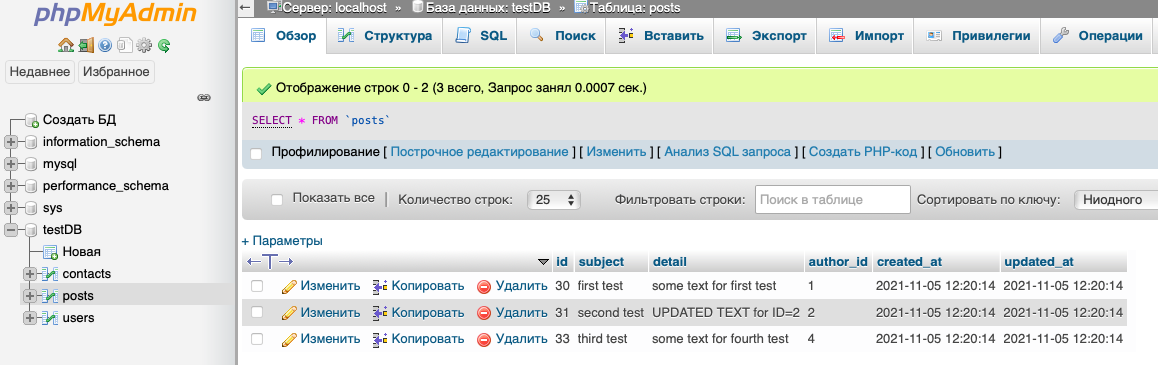 phpMyAdmin
Недавнее Избранное
Создать БД
information_schema
mysql
performance_schema
sys
testDB
Новая
contacts
posts
users
Сервер: localhost » База данных: testDB » Таблица: posts
Обзор Структура SQL Поиск Вставить Экспорт Импорт Привилегии Операции
Отображение строк 0 - 2 (3 всего, Запрос занял 0.0007 сек.)
SELECT * FROM `posts`
Профилирование [ Построчное редактирование ] [ Изменить ] [ Анализ SQL запроса ] [ Создать PHP-код ] [ Обновить ]
Показать все | Количество строк: 25 Фильтровать строки: Поиск в таблице Сортировать по ключу: Ниодного
+ Параметры
←T→ id subject detail author_id created_at updated_at
Изменить Копировать Удалить 30 first test some text for first test 1 2021-11-05 12:20:14 2021-11-05 12:20:14
Изменить Копировать Удалить 31 second test UPDATED TEXT for ID=2 2 2021-11-05 12:20:14 2021-11-05 12:20:14
Изменить Копировать Удалить 33 third test some text for fourth test 4 2021-11-05 12:20:14 2021-11-05 12:20:14